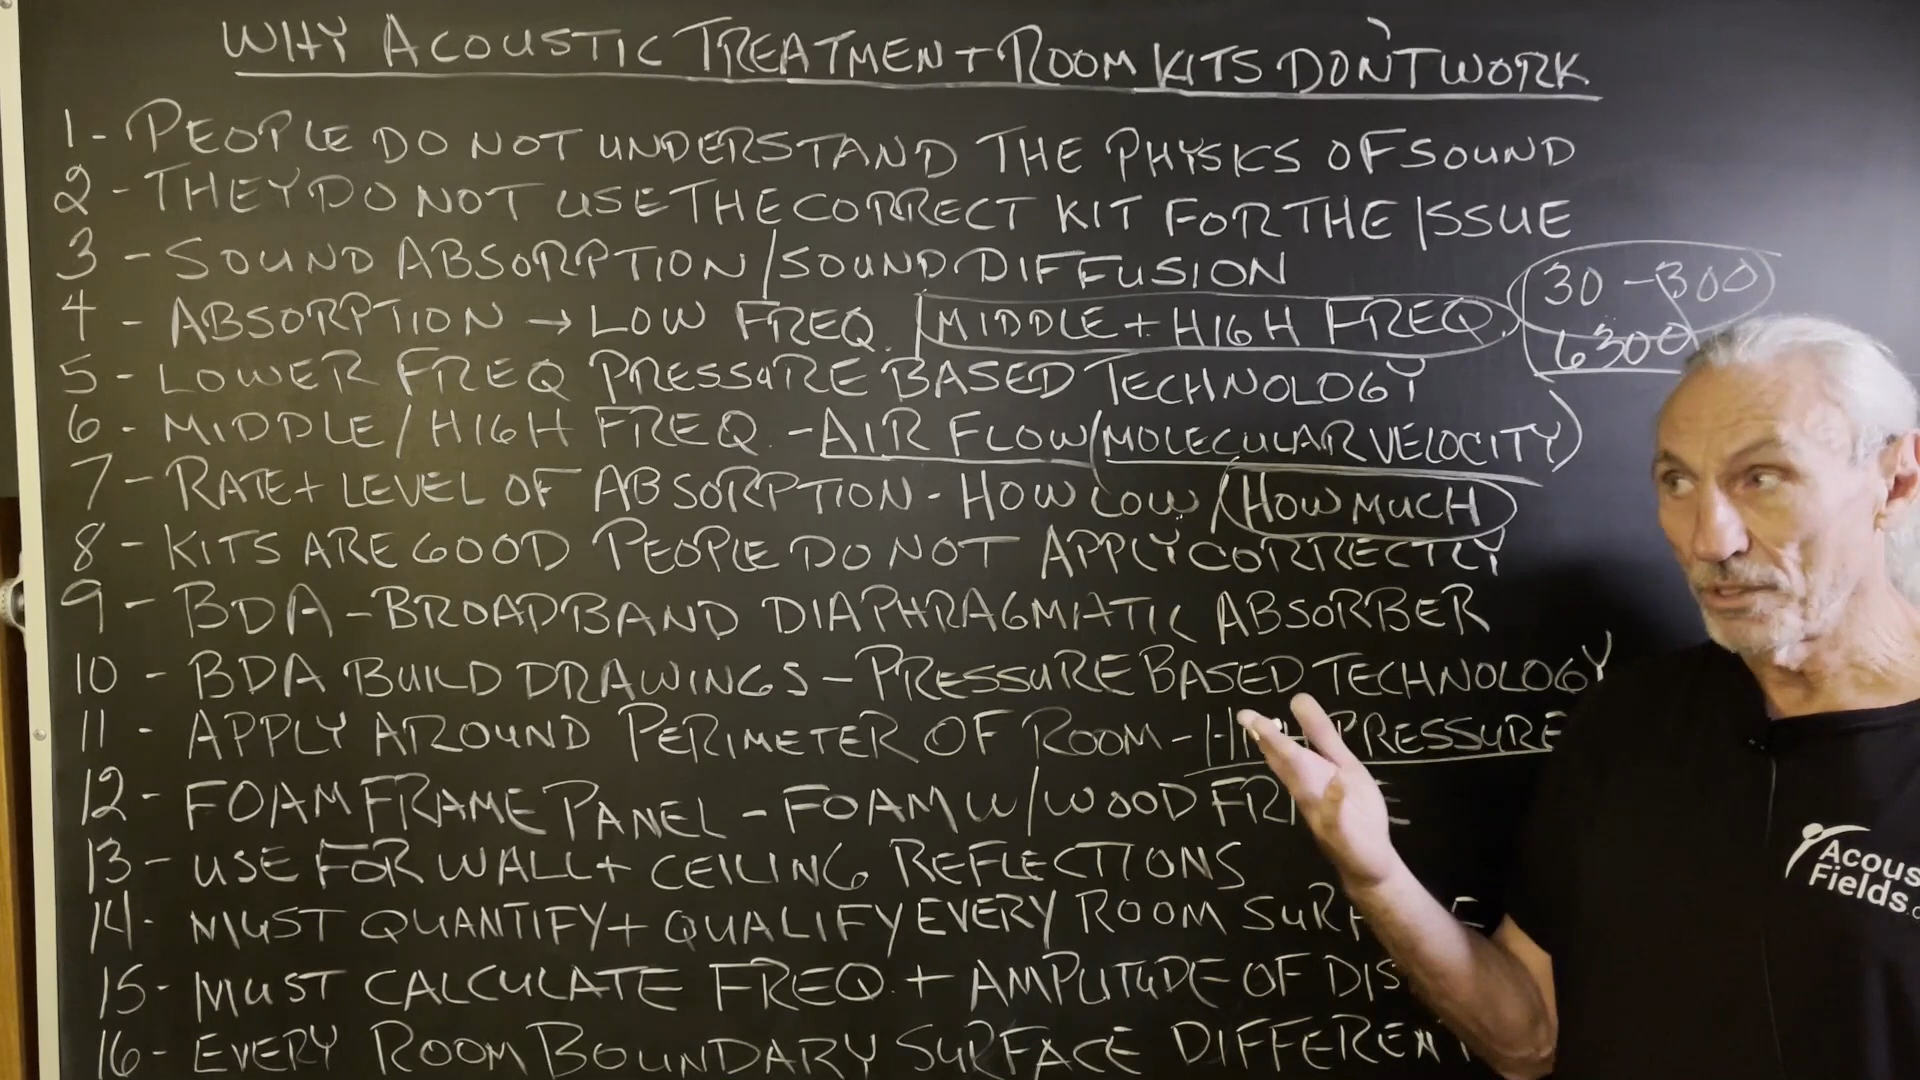 WHY ACOUSTIC TREATMENT ROOM KITS DON'T WORK
1 - PEOPLE DO NOT UNDERSTAND THE PHYSICS OF SOUND
2 - THEY DO NOT USE THE CORRECT KIT FOR THE ISSUE
3 - SOUND ABSORPTION/SOUND DIFFUSION
4 - ABSORPTION → LOW FREQ. MIDDLE + HIGH FREQ.
30 - 300
6300
5 - LOWER FREQ PRESSURE BASED TECHNOLOGY
6 - MIDDLE/HIGH FREQ. - AIR FLOW (MOLECULAR VELOCITY)
7 - RATE + LEVEL OF ABSORPTION - HOW LOW / HOW MUCH
8 - KITS ARE GOOD PEOPLE DO NOT APPLY CORRECTLY
9 - BDA - BROADBAND DIAPHRAGMATIC ABSORBER
10 - BDA BUILD DRAWINGS - PRESSURE BASED TECHNOLOGY
11 - APPLY AROUND PERIMETER OF ROOM - HIGH PRESSURE
12 - FOAM FRAME PANEL - FOAM W/WOOD
13 - USE FOR WALL + CEILING REFLECTIONS
14 - MUST QUANTIFY + QUALIFY EVERY ROOM
15 - MUST CALCULATE FREQ. + AMPLITUDE OF
16 - EVERY ROOM BOUNDARY SURFACE DIFFERENT
Acous
Fields.